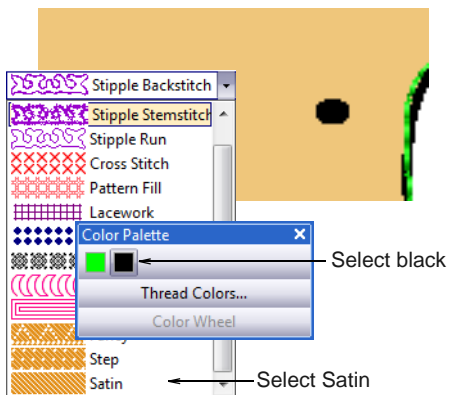 Stipple Backstitch
Stipple Stemstitch
Stipple Run
Cross Stitch
Pattern Fill
Lacework
Color Palette
Select black
Thread Colors...
Color Wheel
Step
Satin
Select Satin